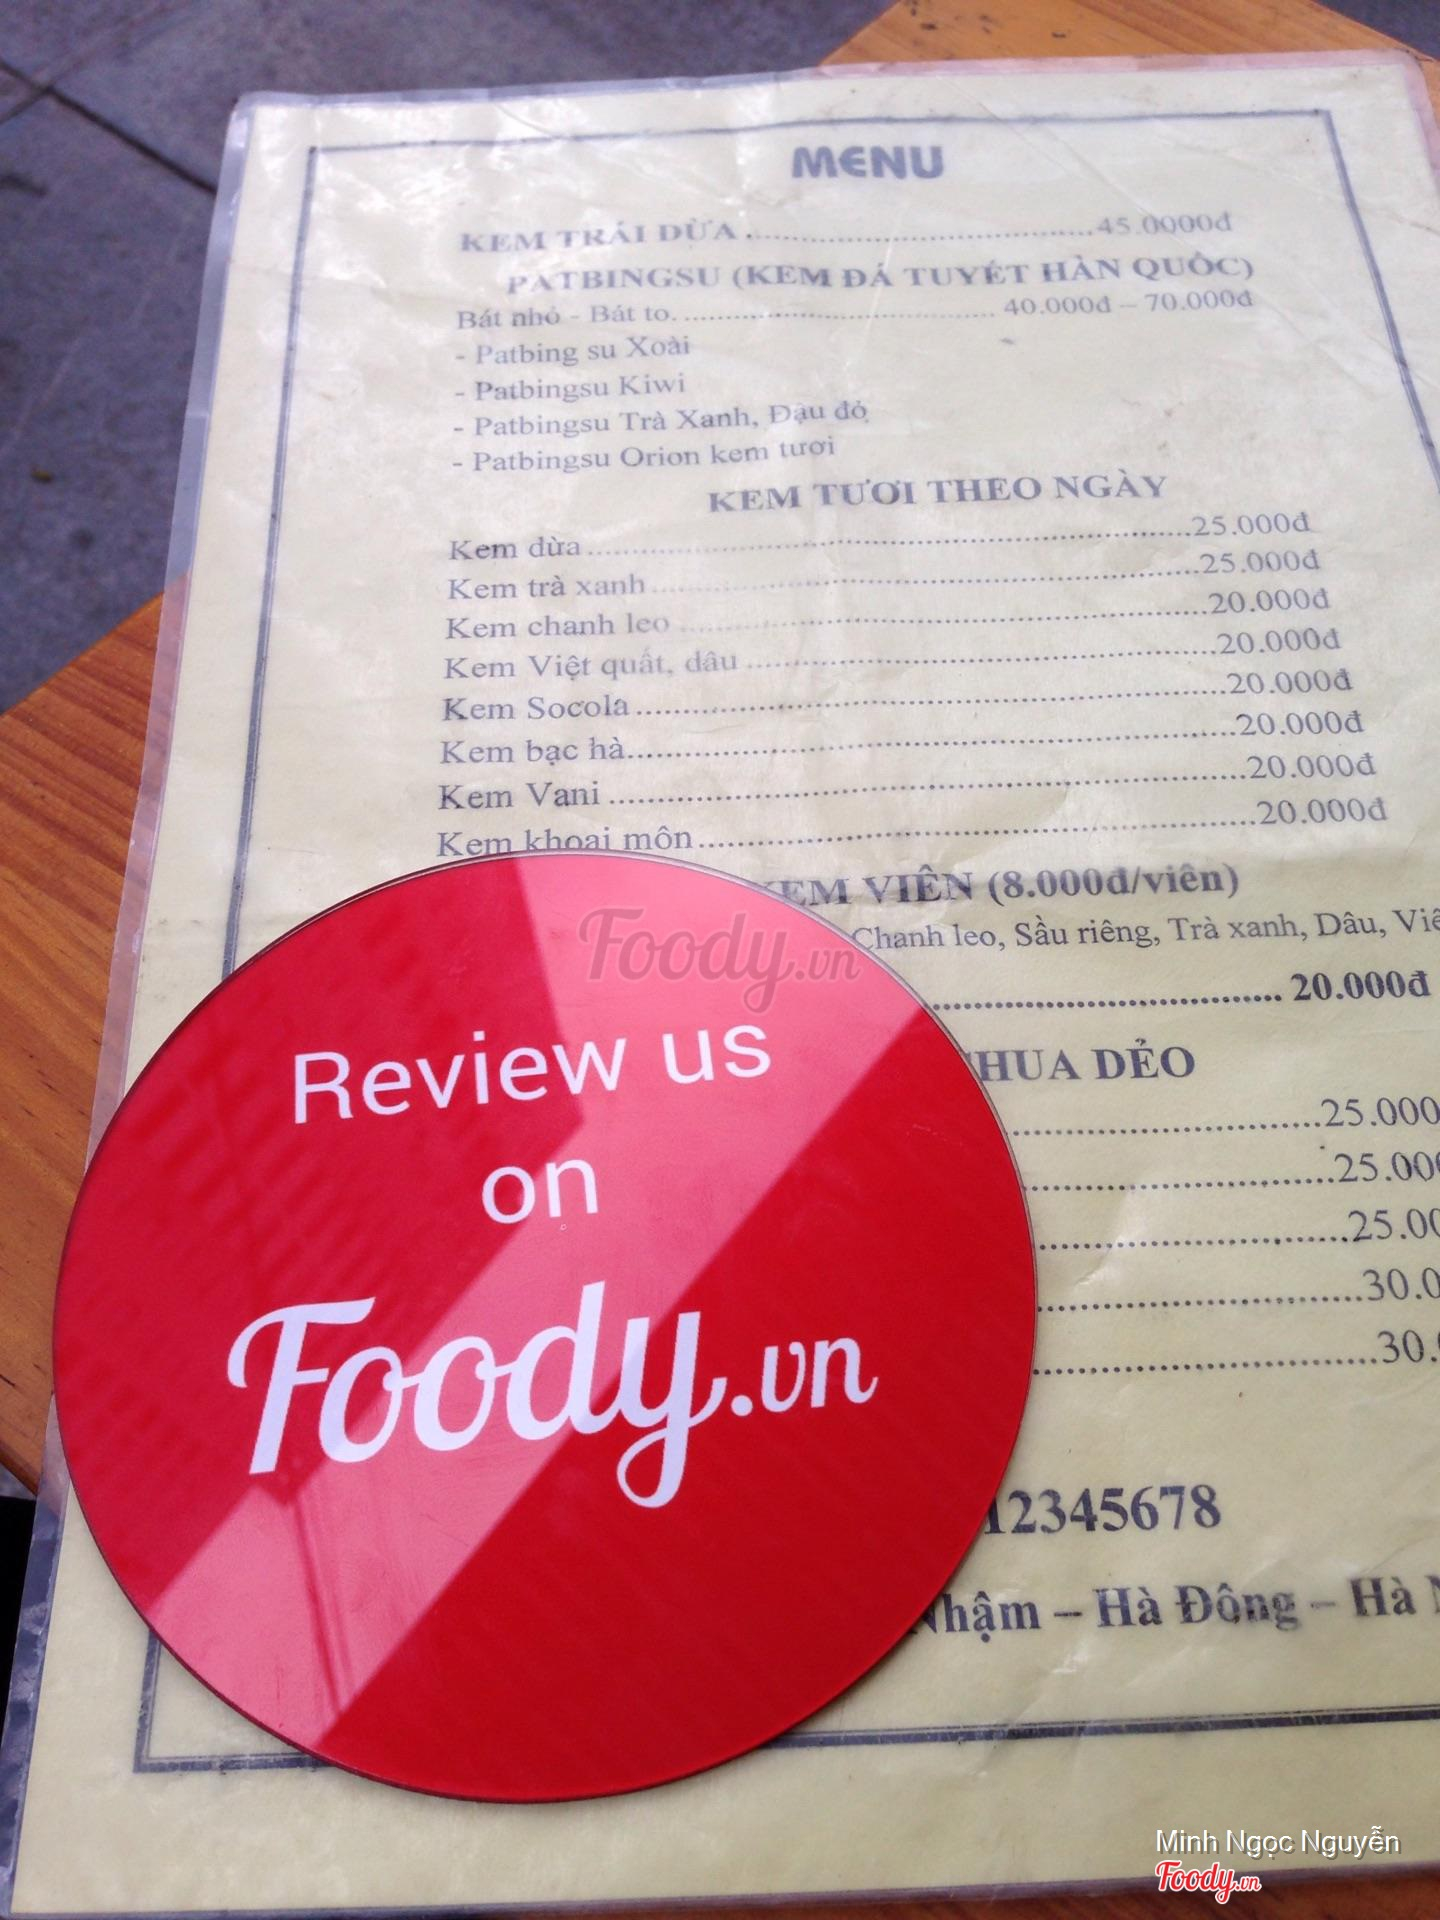 MENU
KEM TRÁI DỪA....................................45.0000đ
PATBINGSU (KEM ĐÁ TUYẾT HÀN QUỐC)
Bát nhỏ - Bát to.................................... 40.000đ – 70.000đ
- Patbing su Xoài
- Patbingsu Kiwi
- Patbingsu Trà Xanh, Đậu đỏ
- Patbingsu Orion kem tươi
KEM TƯƠI THEO NGÀY
Kem dừa....................................25.000đ
Kem trà xanh....................................25.000đ
Kem chanh leo....................................20.000đ
Kem Việt quất, dâu....................................20.000đ
Kem Socola....................................20.000đ
Kem bạc hà....................................20.000đ
Kem Vani....................................20.000đ
Kem khoai môn....................................20.000đ
KEM VIÊN (8.000đ/viên)
Chanh leo, Sầu riêng, Trà xanh, Dâu,
.................................... 20.000đ
CHUA DẺO
....................................25.000
....................................25.000
....................................25.00
....................................30.0
....................................30.
12345678
Nhậm – Hà Đông – Hà
Review us
on
Foody.vn
Foody.vn
Minh Ngọc Nguyễn
Foody.vn